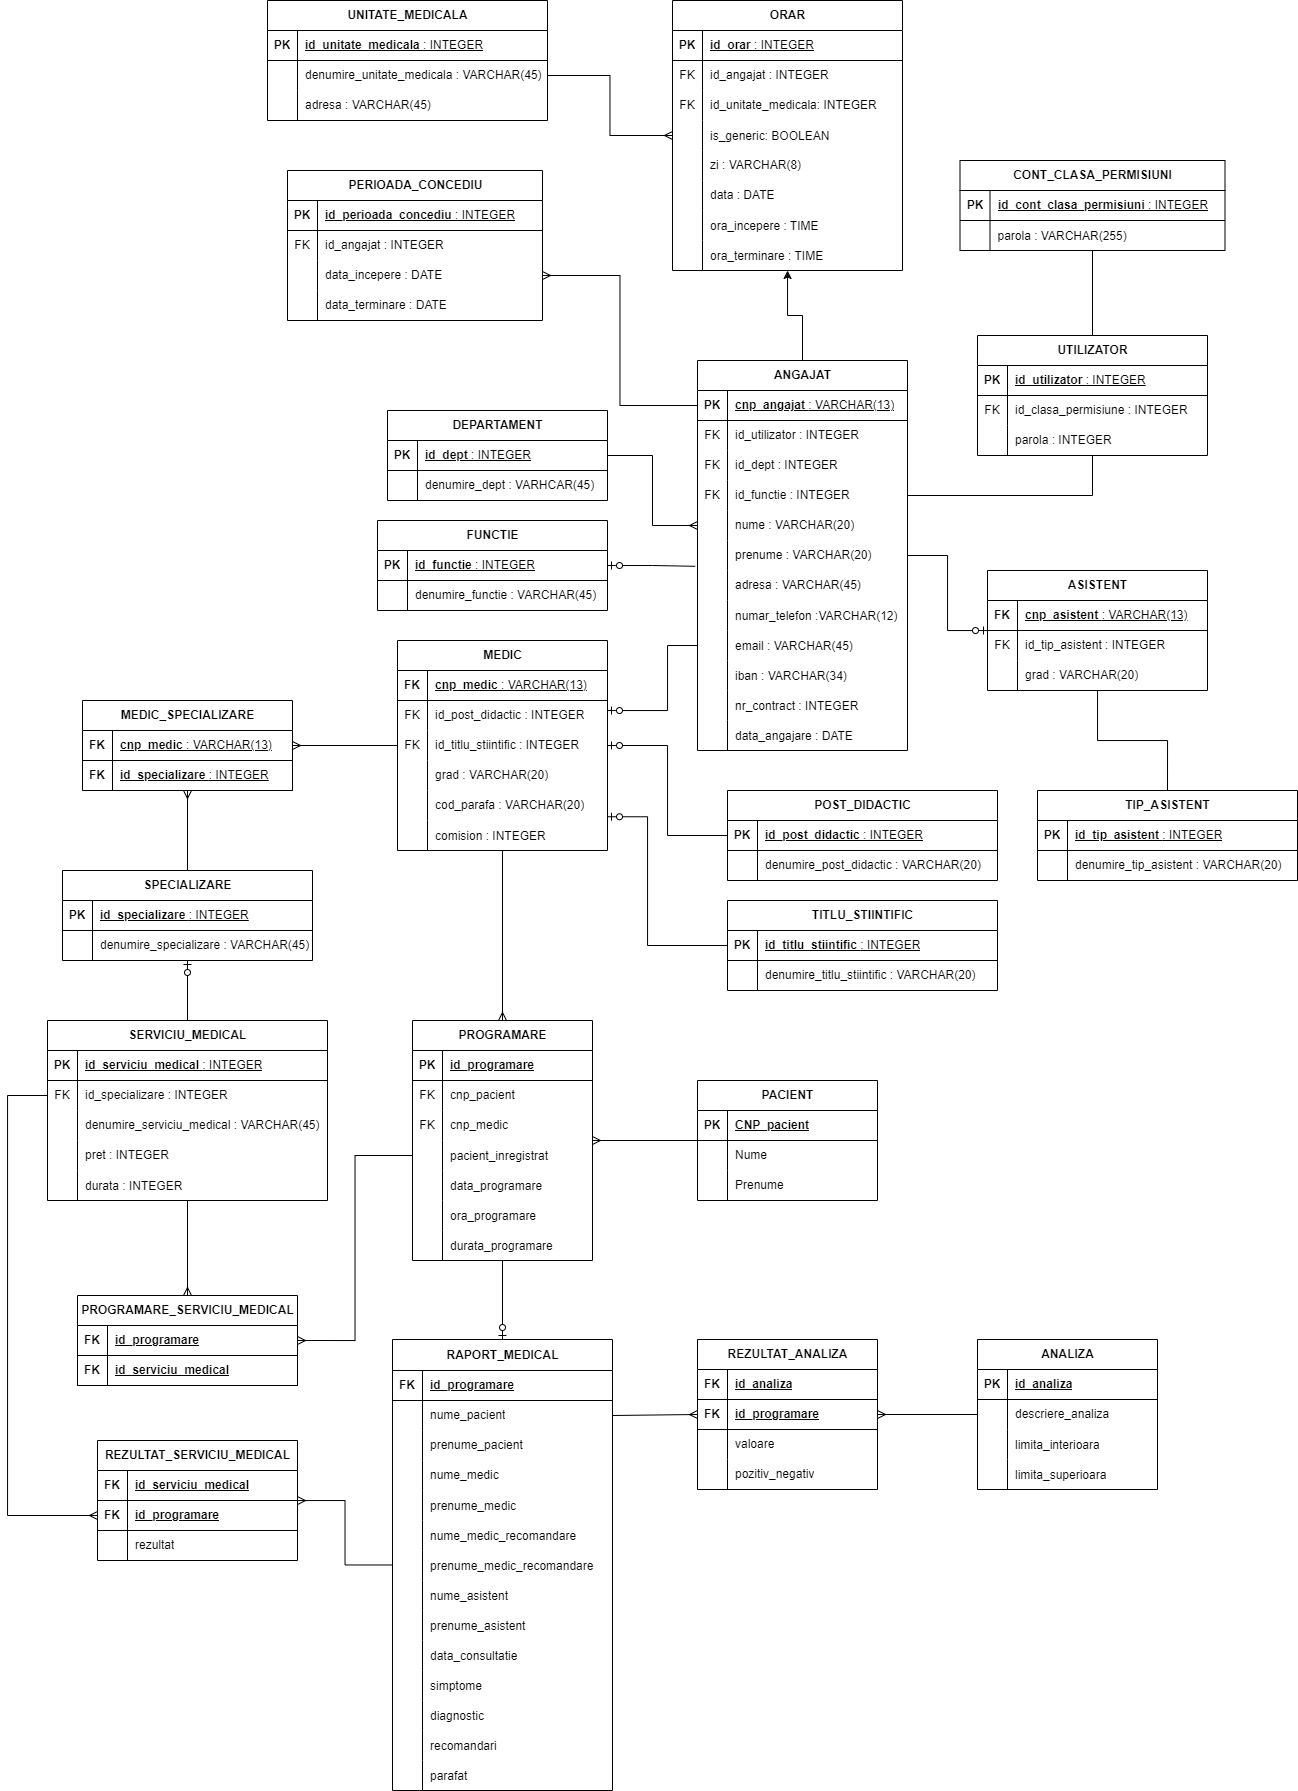 UNITATE_MEDICALA
PK id_unitate_medicala : INTEGER
denumire_unitate_medicala : VARCHAR(45)
adresa : VARCHAR(45)
ORAR
PK id_orar : INTEGER
FK id_angajat : INTEGER
FK id_unitate_medicala: INTEGER
is_generic: BOOLEAN
zi : VARCHAR(8)
data : DATE
ora_incepere : TIME
ora_terminare : TIME
PERIOADA_CONCEDIU
PK id_perioada_concediu : INTEGER
FK id_angajat : INTEGER
data_incepere : DATE
data_terminare : DATE
CONT_CLASA_PERMISIUNI
PK id_cont_clasa_permisiuni : INTEGER
parola : VARCHAR(255)
UTILIZATOR
PK id_utilizator : INTEGER
FK id_clasa_permisiune : INTEGER
parola : INTEGER
ANGAJAT
PK cnp_angajat : VARCHAR(13)
FK id_utilizator : INTEGER
FK id_dept : INTEGER
FK id_functie : INTEGER
nume : VARCHAR(20)
prenume : VARCHAR(20)
adresa : VARCHAR(45)
numar_telefon :VARCHAR(12)
email : VARCHAR(45)
iban : VARCHAR(34)
nr_contract : INTEGER
data_angajare : DATE
DEPARTAMENT
PK id_dept : INTEGER
denumire_dept : VARHCAR(45)
FUNCTIE
PK id_functie : INTEGER
denumire_functie : VARCHAR(45)
ASISTENT
FK cnp_asistent : VARCHAR(13)
FK id_tip_asistent : INTEGER
grad : VARCHAR(20)
MEDIC
FK cnp_medic : VARCHAR(13)
FK id_post_didactic : INTEGER
FK id_titlu_stiintific : INTEGER
grad : VARCHAR(20)
cod_parafa : VARCHAR(20)
comision : INTEGER
MEDIC_SPECIALIZARE
FK cnp_medic : VARCHAR(13)
FK id_specializare : INTEGER
POST_DIDACTIC
PK id_post_didactic : INTEGER
denumire_post_didactic : VARCHAR(20)
TIP_ASISTENT
PK id_tip_asistent : INTEGER
denumire_tip_asistent : VARCHAR(20)
SPECIALIZARE
PK id_specializare : INTEGER
denumire_specializare : VARCHAR(45)
TITLU_STIINTIFIC
PK id_titlu_stiintific : INTEGER
denumire_titlu_stiintific : VARCHAR(20)
SERVICIU_MEDICAL
PK id_serviciu_medical : INTEGER
FK id_specializare : INTEGER
denumire_serviciu_medical : VARCHAR(45)
pret : INTEGER
durata : INTEGER
PROGRAMARE
PK id_programare
FK cnp_pacient
FK cnp_medic
pacient_inregistrat
data_programare
ora_programare
durata_programare
PACIENT
PK CNP_pacient
Nume
Prenume
PROGRAMARE_SERVICIU_MEDICAL
FK id_programare
FK id_serviciu_medical
RAPORT_MEDICAL
FK id_programare
nume_pacient
prenume_pacient
nume_medic
prenume_medic
nume_medic_recomandare
prenume_medic_recomandare
nume_asistent
prenume_asistent
data_consultatie
simptome
diagnostic
recomandari
parafat
REZULTAT_ANALIZA
FK id_analiza
FK id_programare
valoare
pozitiv_negativ
ANALIZA
PK id_analiza
descriere_analiza
limita_interioara
limita_superioara
REZULTAT_SERVICIU_MEDICAL
FK id_serviciu_medical
FK id_programare
rezultat